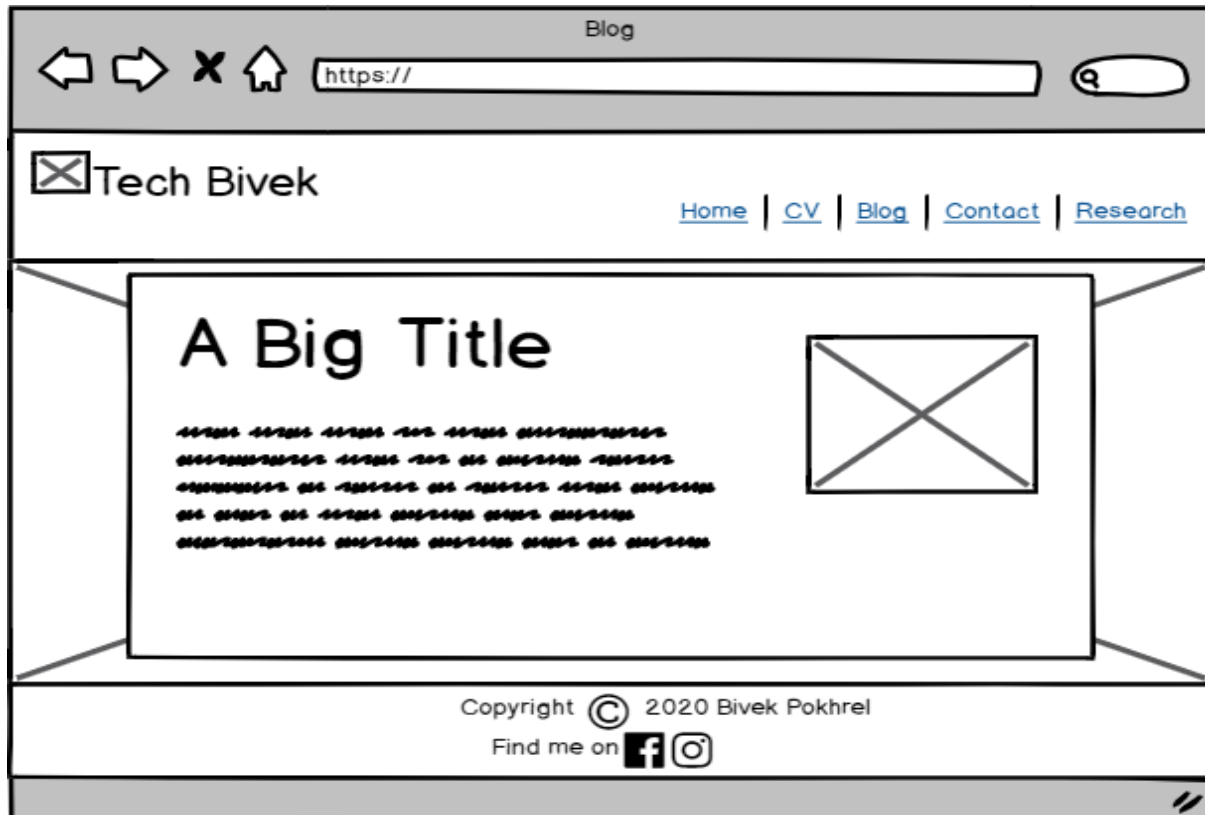 Blog
https://
Tech Bivek
Home | CV | Blog | Contact | Research
A Big Title
Copyright © 2020 Bivek Pokhrel
Find me on